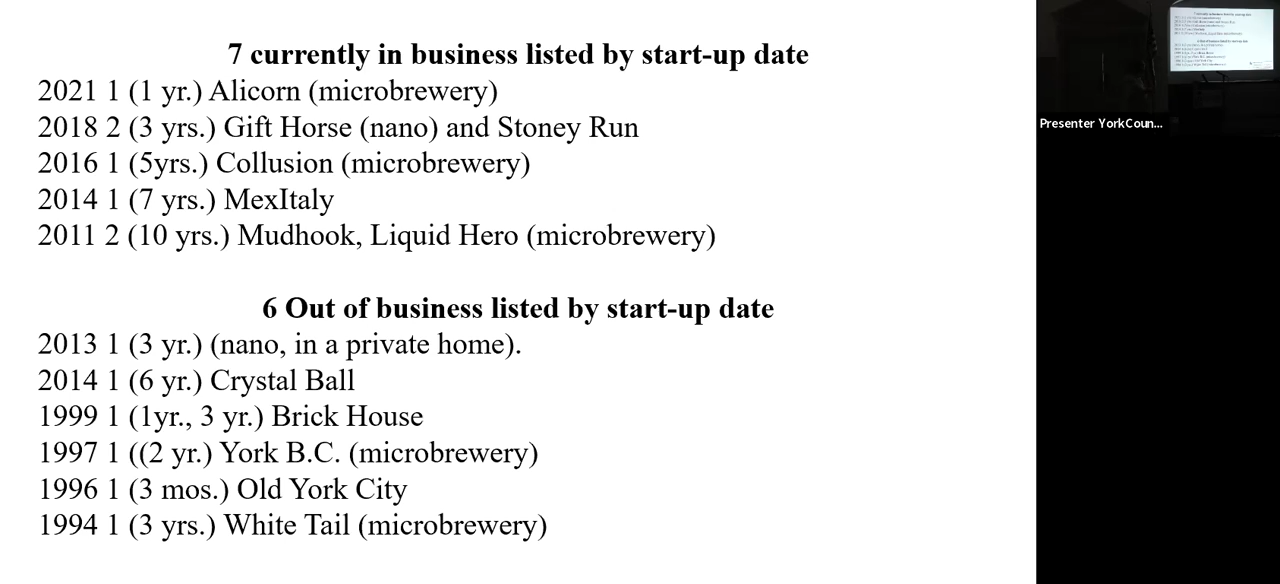 7 currently in business listed by start-up date
2021 1 (1 yr.) Alicorn (microbrewery)
2018 2 (3 yrs.) Gift Horse (nano) and Stoney Run
2016 1 (5yrs.) Collusion (microbrewery)
2014 1 (7 yrs.) MexItaly
2011 2 (10 yrs.) Mudhook, Liquid Hero (microbrewery)
6 Out of business listed by start-up date
2013 1 (3 yr.) (nano, in a private home).
2014 1 (6 yr.) Crystal Ball
1999 1 (1yr., 3 yr.) Brick House
1997 1 ((2 yr.) York B.C. (microbrewery)
1996 1 (3 mos.) Old York City
1994 1 (3 yrs.) White Tail (microbrewery)
Presenter YorkCoun...